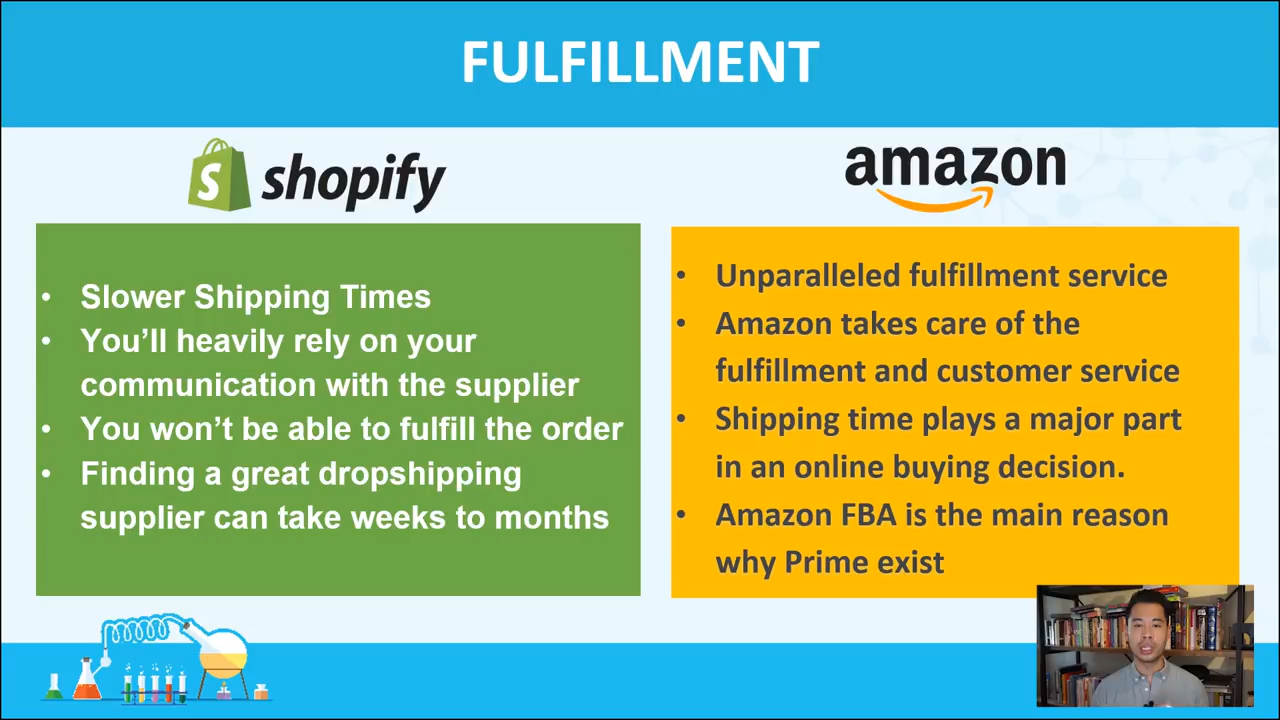 FULFILLMENT
S shopify
amazon
• Slower Shipping Times
• You’ll heavily rely on your
communication with the supplier
• You won’t be able to fulfill the order
• Finding a great dropshipping
supplier can take weeks to months
• Unparalleled fulfillment service
• Amazon takes care of the
fulfillment and customer service
• Shipping time plays a major part
in an online buying decision.
• Amazon FBA is the main reason
why Prime exist